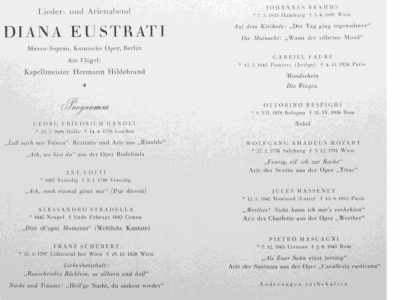 Lieder- und Arienabend
DIANA EUSTRATI
Mezzo-Sopran, Komische Oper, Berlin
Am Flügel:
Kapellmeister Hermann Hildebrand
*
Programm
GEORG FRIEDRICH HÄNDEL
* 23. 2. 1685 Halle † 14. 4. 1759 London
„Laß mich mit Tränen". Rezitativ und Arie aus "Rinaldo"
„Ach, wo bist du" aus der Oper Rodelinda
ANT. LOTTI
* 1667 Venedig † 5. 1. 1740 Venedig
„Ach, noch einmal günz mir" (Pur dicesti)
ALESSANDRO STRADELLA
* 1645 Neapel † Ende Februar 1682 Genua
„Dite ch'ogni Momento" (Weltliche Kantate)
FRANZ SCHUBERT
* 31. 1. 1797 Lichtental bei Wien † 19. 11. 1828 Wien
Liebesbotschaft:
„Rauschendes Bächlein, so silbern und hell"
Nacht und Träume: „Heil'ge Nacht, du sinkest wieder"
JOHANNES BRAHMS
* 7. 5. 1833 Hamburg † 3. 4. 1897 Wien
Auf dem Kirchhofe: „Der Tag ging regenschwer"
Die Mainacht: „Wann der silberne Mond"
GABRIEL FAURÉ
* 13. 5. 1845 Pamiers (Ariège) † 4. 11. 1924 Paris
Mondschein
Die Wiegen
OTTORINO RESPIGHI
* 9. VII. 1879 Bologna † 18. IV. 1936 Rom
Nebel
WOLFGANG AMADEUS MOZART
* 27. 1. 1756 Salzburg † 5. 12. 1791 Wien
„Feurig, eil' ich zur Rache"
Arie des Sextus aus der Oper "Titus"
JULES MASSENET
* 12. 5. 1842 Montaud (Loire) † 13. 8. 1912 Paris
„Werther! Nicht kann ich mir's verhehlen"
Arie der Charlotte aus der Oper „Werther"
PIETRO MASCAGNI
* 7. 12. 1863 Livorno † 2. 8. 1945 Rom
„Als Euer Sohn einst fortzog"
Arie der Santuzza aus der Oper „Cavalleria rusticana"
Änderungen vorbehalten